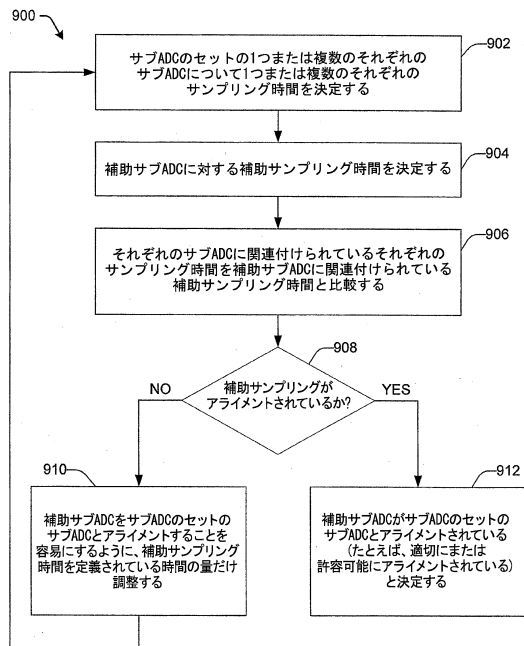 900
サブADCのセットの1つまたは複数のそれぞれの
サブADCについて1つまたは複数のそれぞれの
サンプリング時間を決定する
902
補助サブADCに対する補助サンプリング時間を決定する
904
それぞれのサブADCに関連付けられているそれぞれの
サンプリング時間を補助サブADCに関連付けられている
補助サンプリング時間と比較する
906
908
補助サンプリングが
アライメントされているか?
NO
YES
910
補助サブADCをサブADCのセットの
サブADCとアライメントすることを
容易にするように、補助サンプリング
時間を定義されている時間の量だけ
調整する
912
補助サブADCがサブADCのセットの
サブADCとアライメントされている
(たとえば、適切にまたは
許容可能にアライメントされている)
と決定する